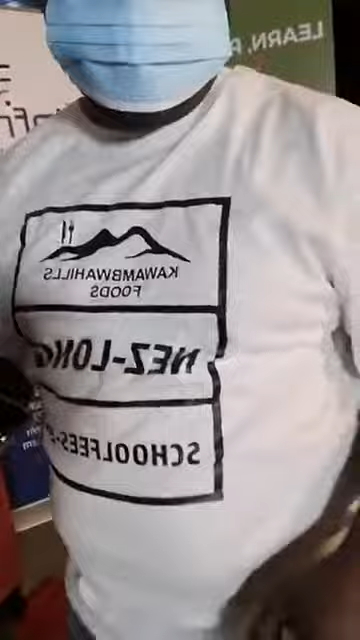 LEARN,
KAWAMBWAHILLS
FOODS
NEZ-LONG
SCHOOLFEES-